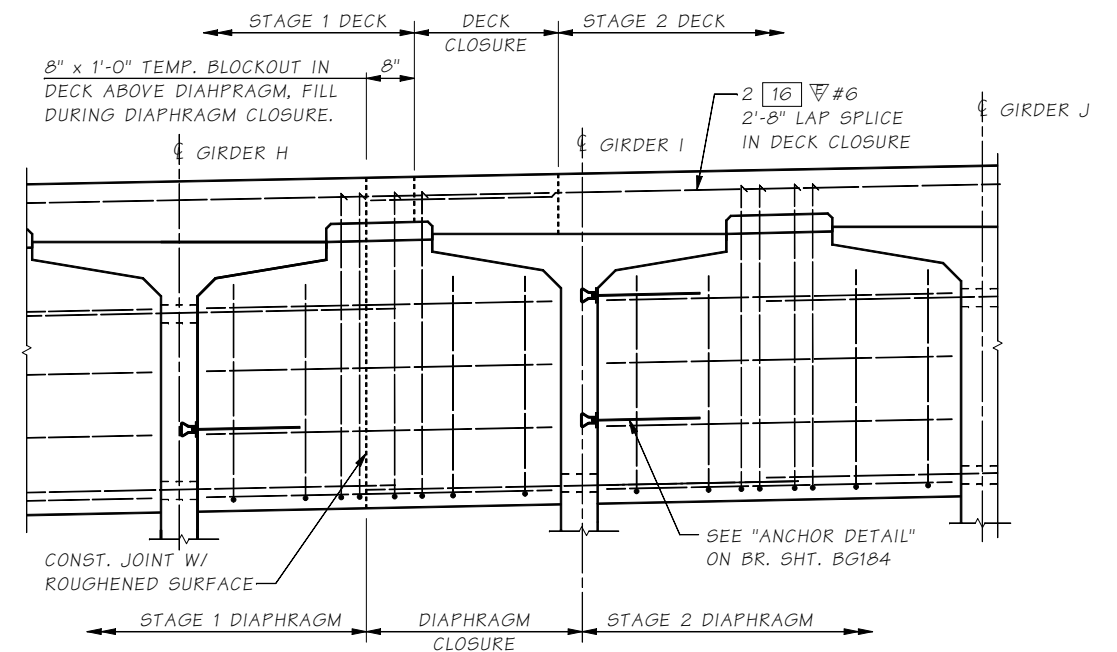 STAGE 1 DECK
DECK
CLOSURE
STAGE 2 DECK
8" x 1'-0" TEMP. BLOCKOUT IN
DECK ABOVE DIAHPRAGM, FILL
DURING DIAPHRAGM CLOSURE.
8"
2 16 E #6
2'-8" LAP SPLICE
IN DECK CLOSURE
℄ GIRDER H
℄ GIRDER I
℄ GIRDER J
SEE "ANCHOR DETAIL"
ON BR. SHT. BG184
CONST. JOINT W/
ROUGHENED SURFACE
STAGE 1 DIAPHRAGM
DIAPHRAGM
CLOSURE
STAGE 2 DIAPHRAGM